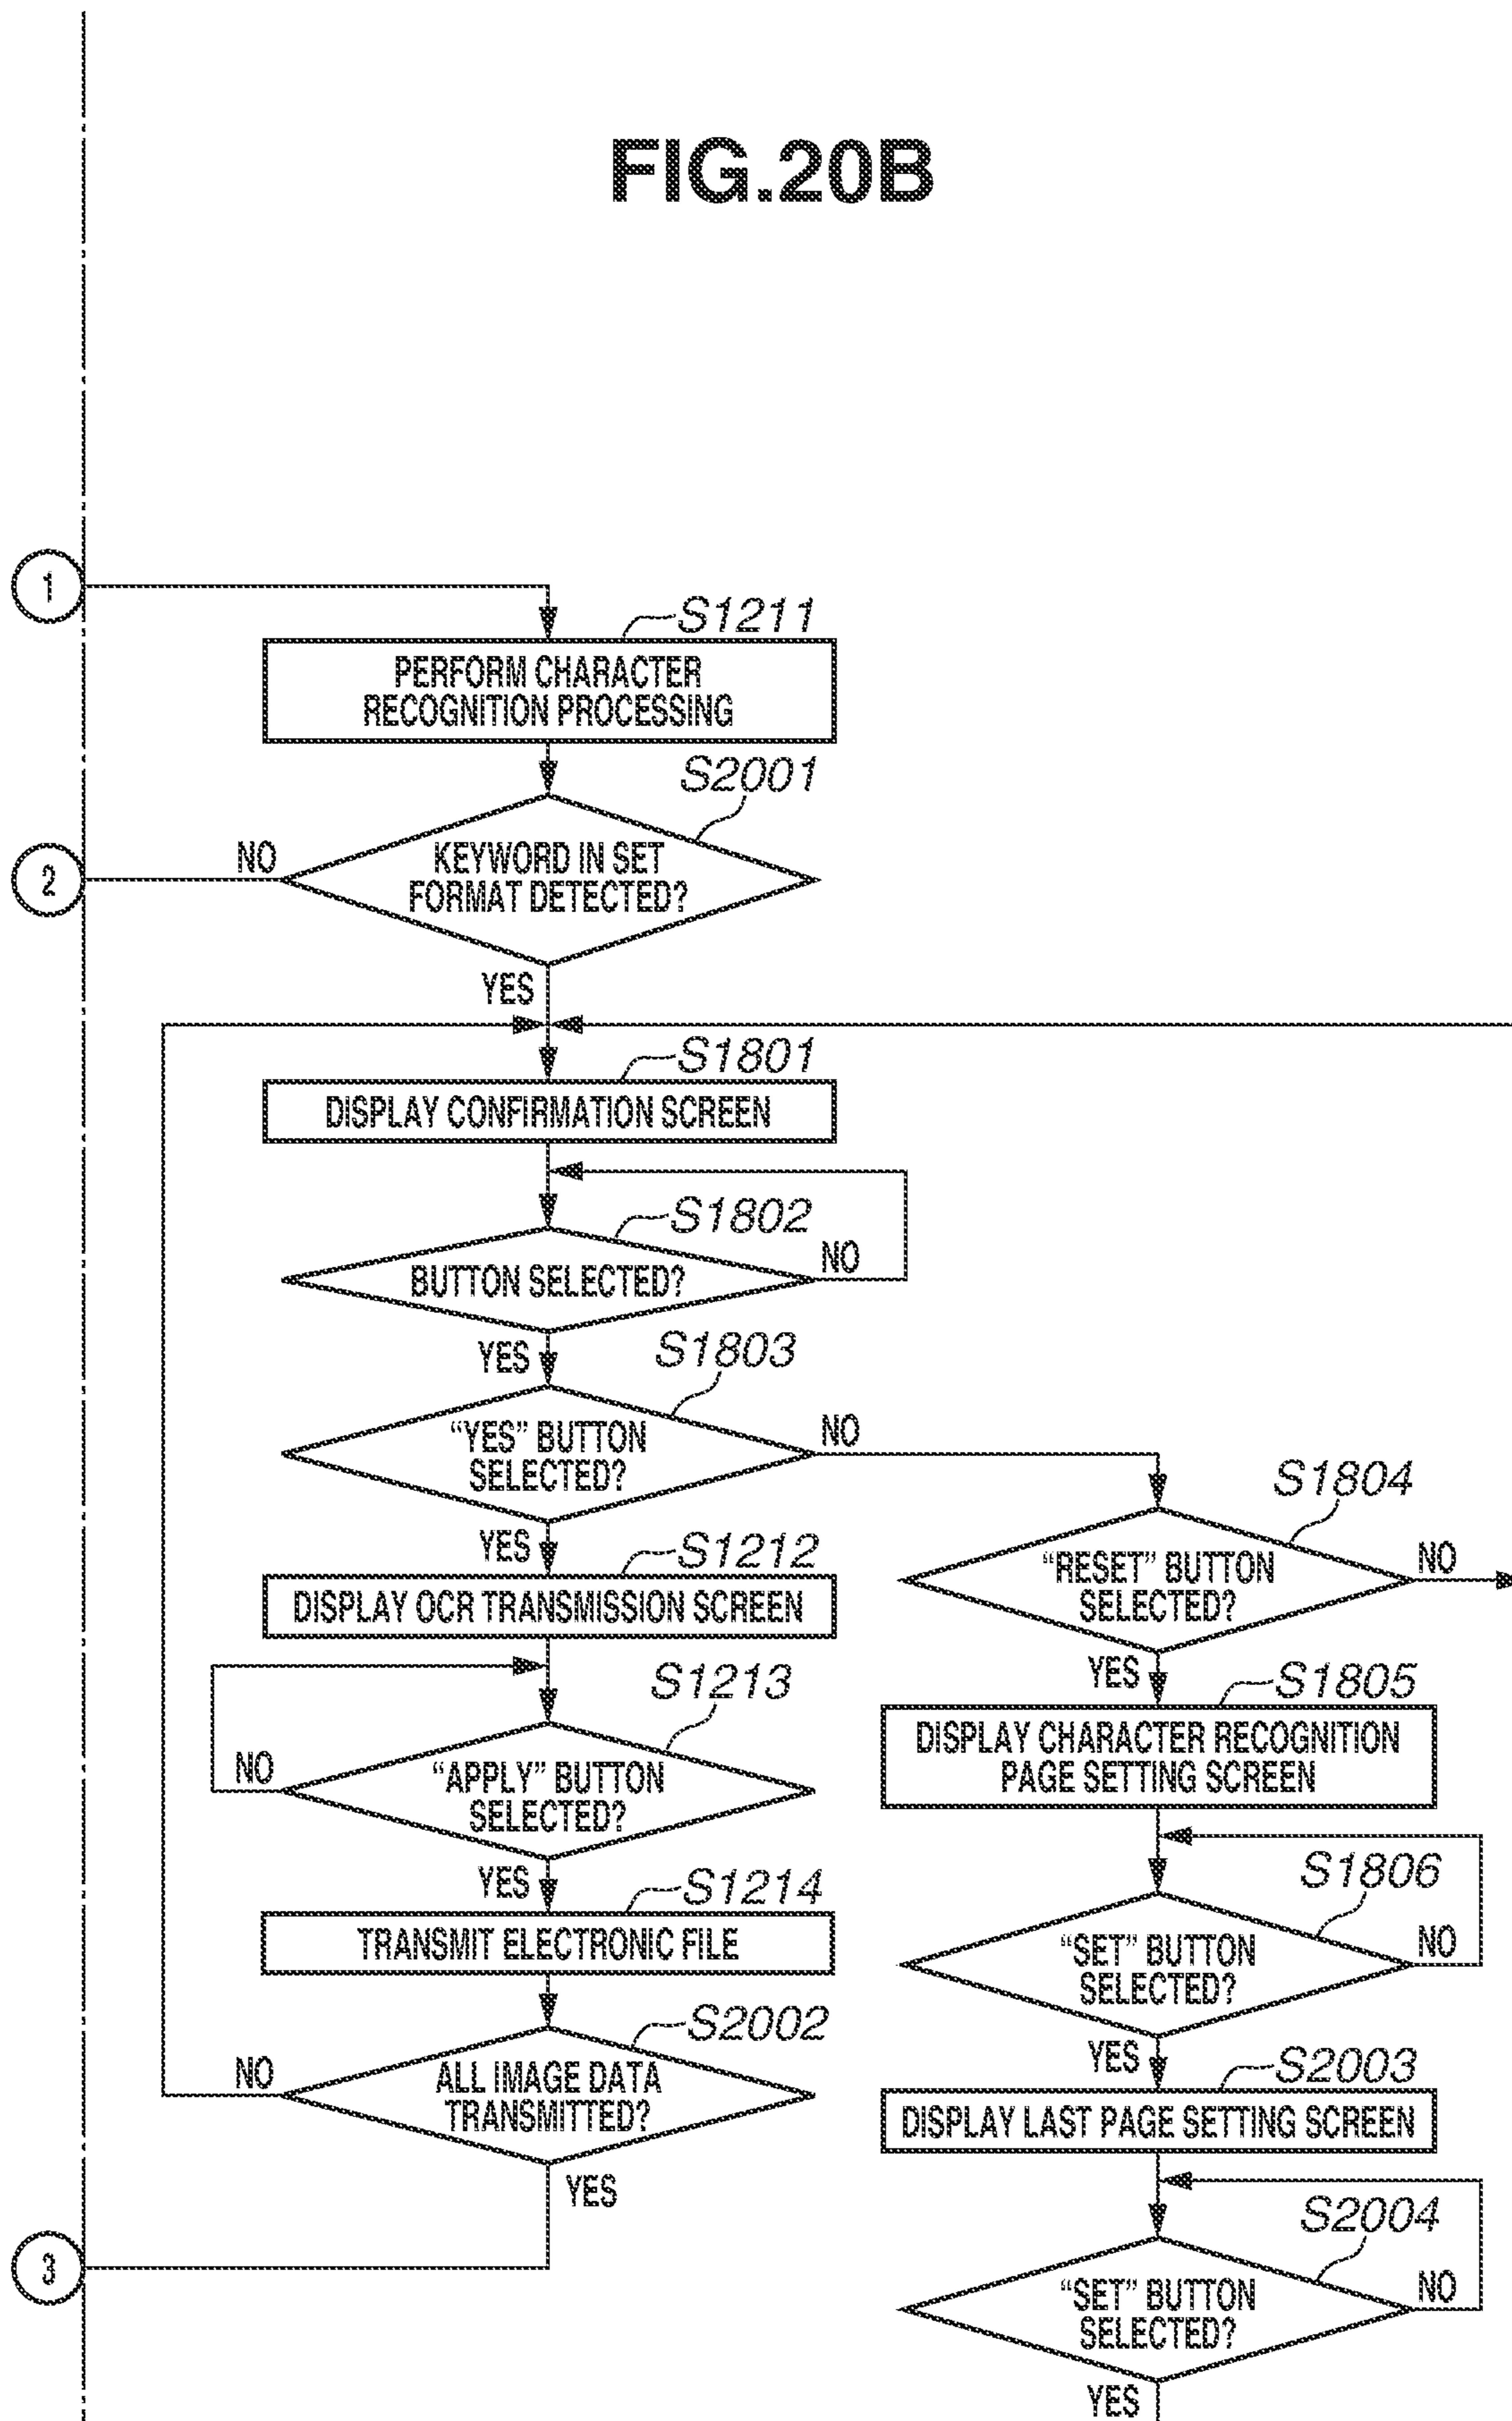 FIG.20B
1
S1211
PERFORM CHARACTER
RECOGNITION PROCESSING
S2001
NO
2
KEYWORD IN SET
FORMAT DETECTED?
YES
S1801
DISPLAY CONFIRMATION SCREEN
S1802
NO
BUTTON SELECTED?
YES
S1803
NO
“YES” BUTTON
SELECTED?
YES
S1804
NO
“RESET” BUTTON
SELECTED?
S1212
DISPLAY OCR TRANSMISSION SCREEN
YES
S1805
DISPLAY CHARACTER RECOGNITION
PAGE SETTING SCREEN
S1213
NO
“APPLY” BUTTON
SELECTED?
YES
S1214
TRANSMIT ELECTRONIC FILE
S1806
NO
“SET” BUTTON
SELECTED?
YES
S2002
NO
ALL IMAGE DATA
TRANSMITTED?
YES
S2003
DISPLAY LAST PAGE SETTING SCREEN
3
S2004
NO
“SET” BUTTON
SELECTED?
YES